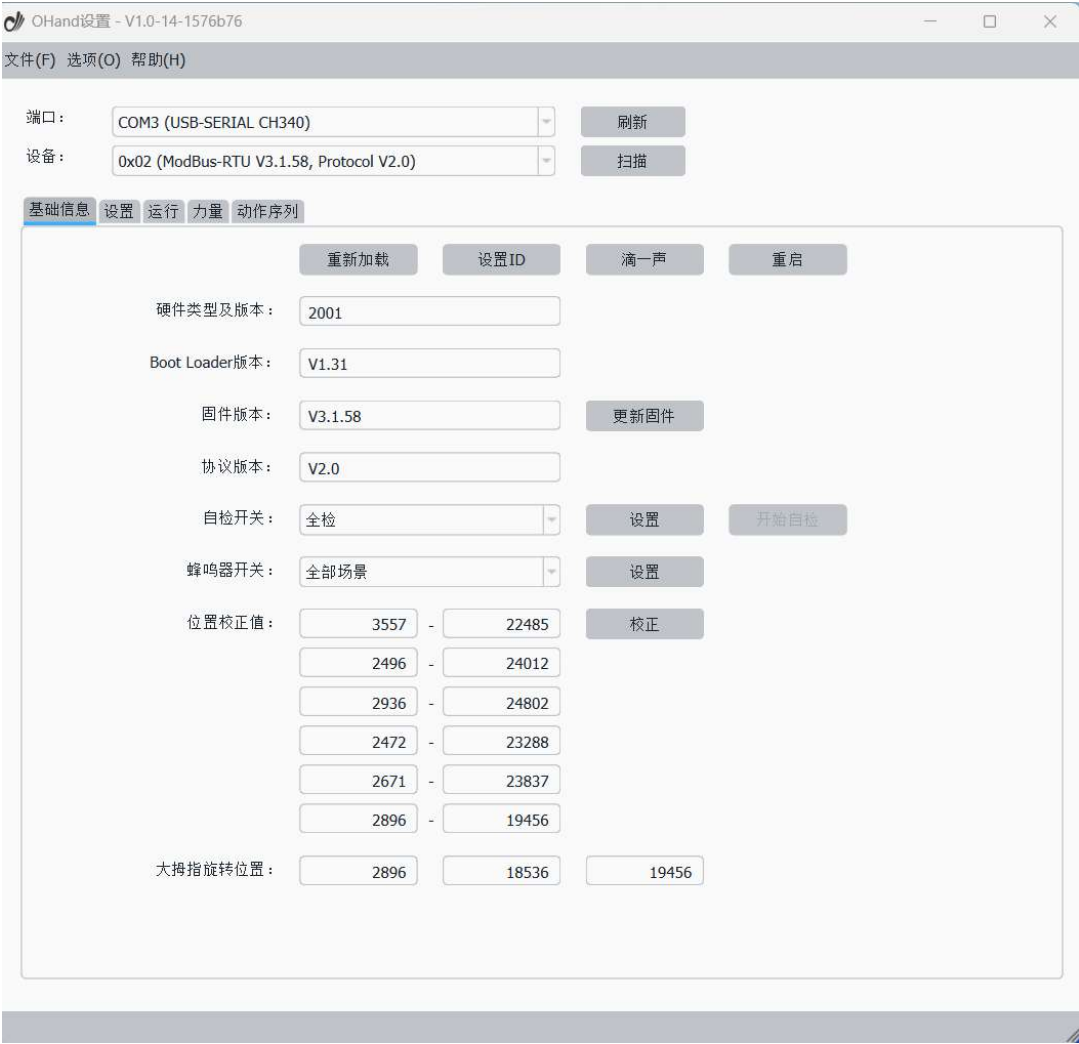 OHand设置 - V1.0-14-1576b76
文件(F) 选项(O) 帮助(H)
端口： COM3 (USB-SERIAL CH340) 刷新
设备： 0x02 (ModBus-RTU V3.1.58, Protocol V2.0) 扫描
基础信息 设置 运行 力量 动作序列
重新加载 设置ID 滴一声 重启
硬件类型及版本： 2001
Boot Loader版本： V1.31
固件版本： V3.1.58 更新固件
协议版本： V2.0
自检开关： 全检 设置 开始自检
蜂鸣器开关： 全部场景 设置
位置校正值： 3557 - 22485 校正
2496 - 24012
2936 - 24802
2472 - 23288
2671 - 23837
2896 - 19456
大拇指旋转位置： 2896 18536 19456